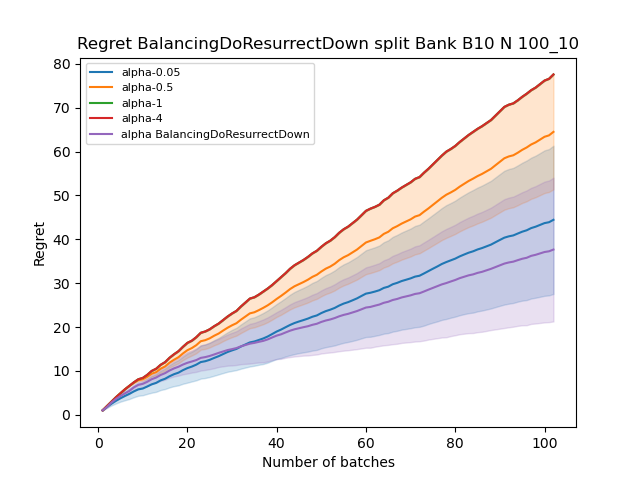 Regret BalancingDoResurrectDown split Bank B10 N 100_10
alpha-0.05
alpha-0.5
alpha-1
alpha-4
alpha BalancingDoResurrectDown
80
70
60
50
40
30
20
10
0
Regret
0 20 40 60 80 100
Number of batches